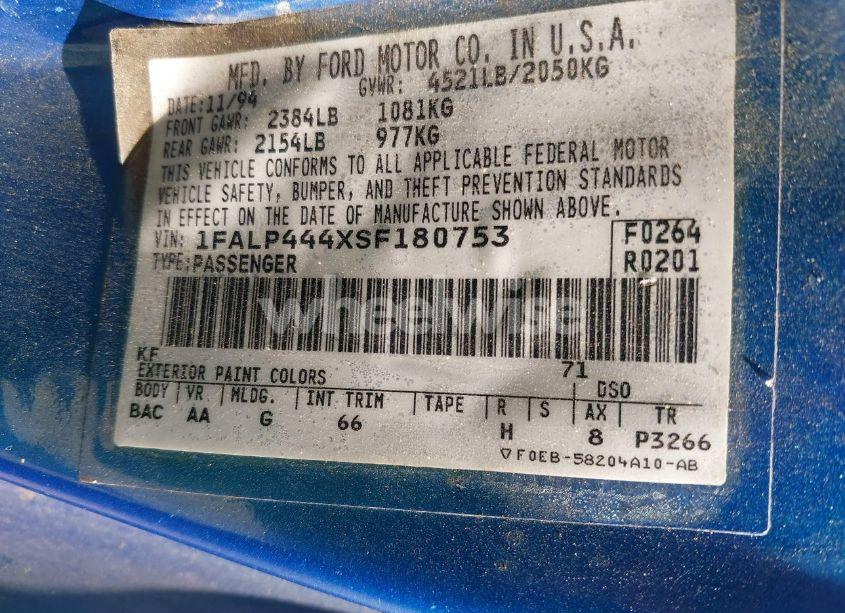 MFD. BY FORD MOTOR CO. IN U.S.A.
DATE:11/94 GVWR: 4521LB/2050KG
FRONT GAWR: 2384LB 1081KG
REAR GAWR: 2154LB 977KG
THIS VEHICLE CONFORMS TO ALL APPLICABLE FEDERAL MOTOR
VEHICLE SAFETY, BUMPER, AND THEFT PREVENTION STANDARDS
IN EFFECT ON THE DATE OF MANUFACTURE SHOWN ABOVE.
VIN: 1FALP444XSF180753 F0264
TYPE:PASSENGER R0201
wheelwise
KF 71
EXTERIOR PAINT COLORS DSO
BODY VR MLDG. INT TRIM TAPE R S AX TR
BAC AA G 66 H 8 P3266
▽ F0EB-58204A10-AB